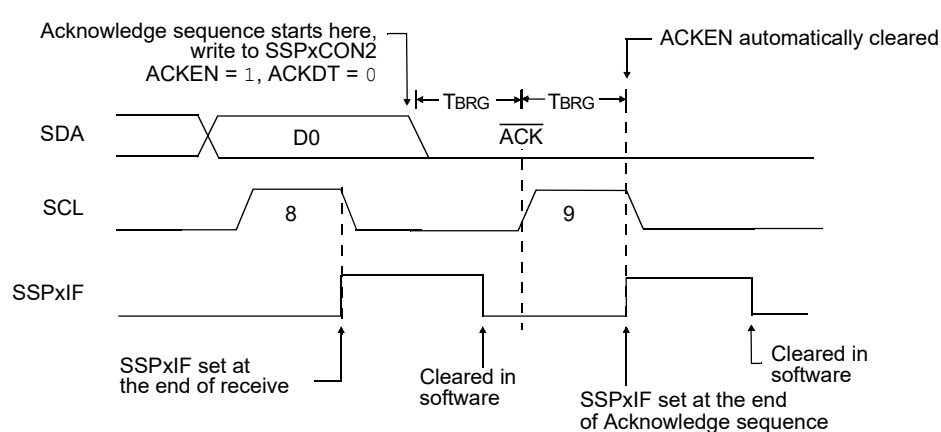 Acknowledge sequence starts here,
write to SSPxCON2
ACKEN = 1, ACKDT = 0
ACKEN automatically cleared
TBRG
TBRG
SDA
D0
ACK
SCL
8
9
SSPxIF
SSPxIF set at
the end of receive
Cleared in
software
SSPxIF set at the end
of Acknowledge sequence
Cleared in
software